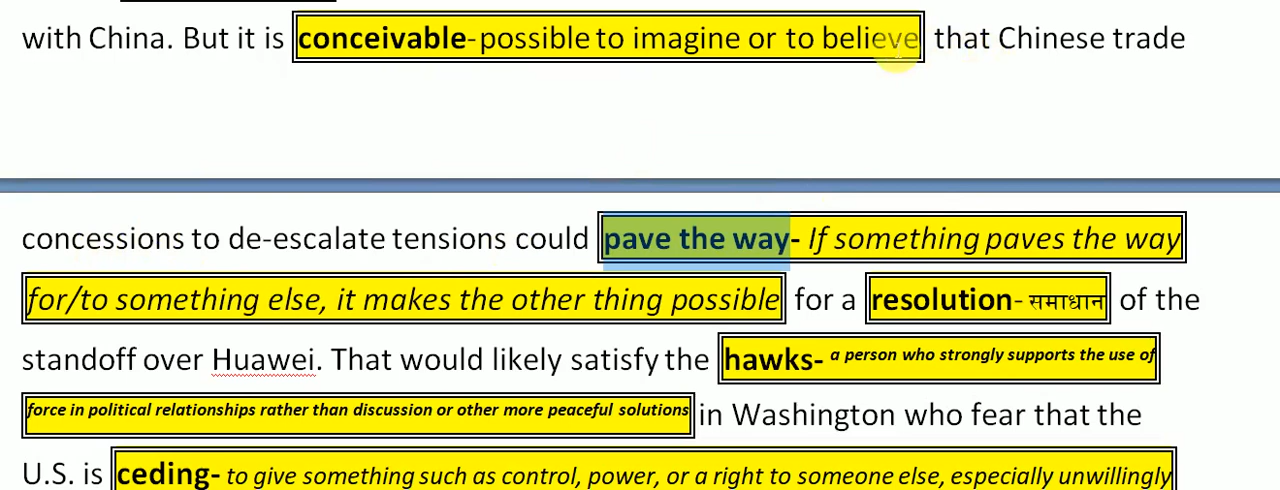 with China. But it is conceivable-possible to imagine or to believe that Chinese trade
concessions to de-escalate tensions could pave the way- If something paves the way
for/to something else, it makes the other thing possible for a resolution- समाधान of the
standoff over Huawei. That would likely satisfy the hawks- a person who strongly supports the use of
force in political relationships rather than discussion or other more peaceful solutions in Washington who fear that the
U.S. is ceding- to give something such as control, power, or a right to someone else, especially unwillingly